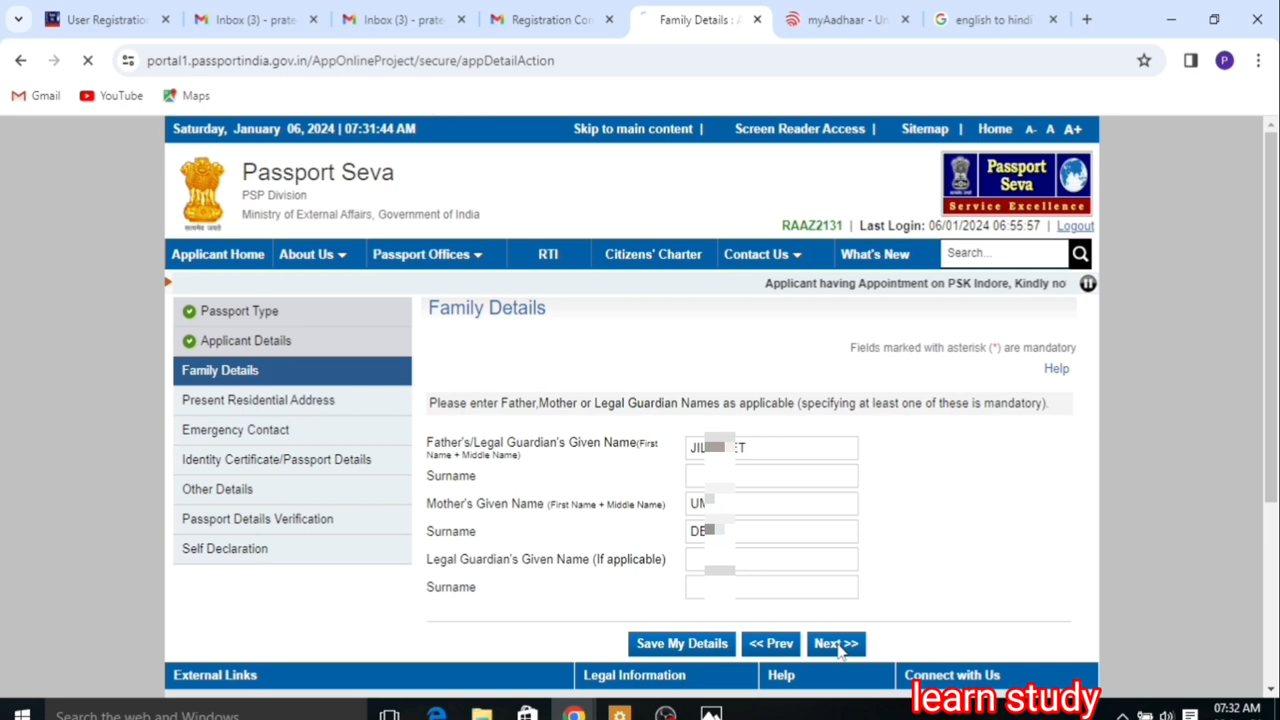 User Registration
Inbox (3) - prate
Inbox (3) - prate
Registration Con
Family Details : A
myAadhaar - Un
english to hindi
portal1.passportindia.gov.in/AppOnlineProject/secure/appDetailAction
P
Gmail
YouTube
Maps
Saturday, January 06, 2024 | 07:31:44 AM
Skip to main content |
Screen Reader Access |
Sitemap |
Home
A-
A
A+
Passport Seva
PSP Division
Ministry of External Affairs, Government of India
सत्यमेव जयते
Passport
Seva
Service Excellence
RAAZ2131 | Last Login: 06/01/2024 06:55:57 | Logout
Applicant Home
About Us
Passport Offices
RTI
Citizens' Charter
Contact Us
What's New
Search...
Applicant having Appointment on PSK Indore, Kindly no
Passport Type
Applicant Details
Family Details
Present Residential Address
Emergency Contact
Identity Certificate/Passport Details
Other Details
Passport Details Verification
Self Declaration
Family Details
Fields marked with asterisk (*) are mandatory
Help
Please enter Father,Mother or Legal Guardian Names as applicable (specifying at least one of these is mandatory).
Father's/Legal Guardian's Given Name(First
Name + Middle Name)
Surname
Mother's Given Name (First Name + Middle Name)
Surname
Legal Guardian's Given Name (If applicable)
Surname
Save My Details
<< Prev
Next >>
External Links
Legal Information
Help
Connect with Us
learn study
Search the web and Windows
07:32 AM